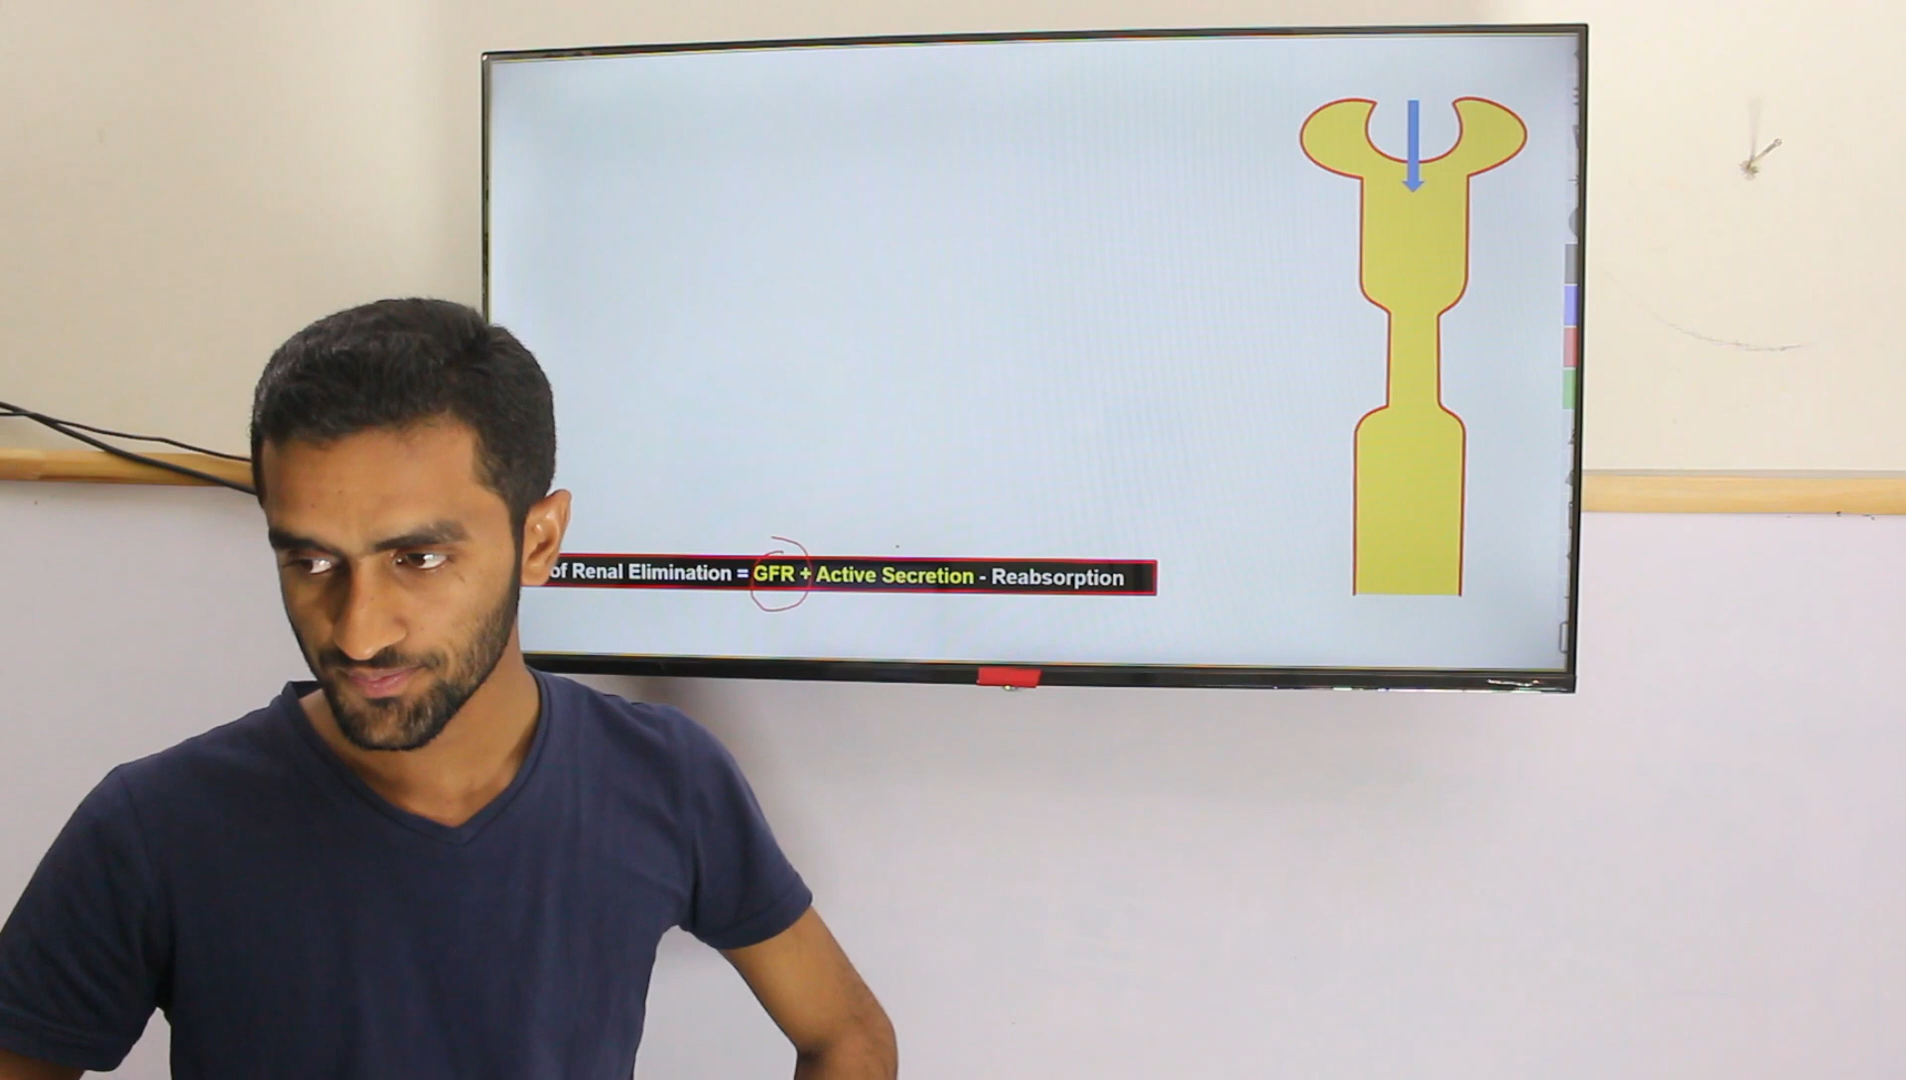 of Renal Elimination = GFR + Active Secretion - Reabsorption